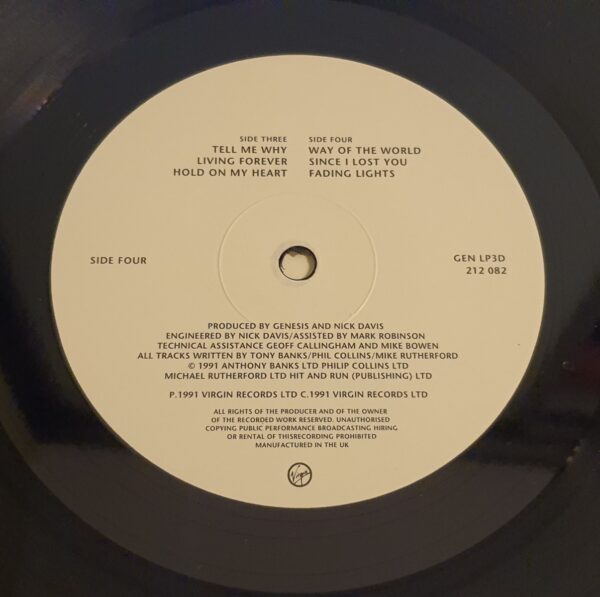 SIDE THREE
TELL ME WHY
LIVING FOREVER
HOLD ON MY HEART
SIDE FOUR
WAY OF THE WORLD
SINCE I LOST YOU
FADING LIGHTS
SIDE FOUR
GEN LP3D
212 082
PRODUCED BY GENESIS AND NICK DAVIS
ENGINEERED BY NICK DAVIS/ASSISTED BY MARK ROBINSON
TECHNICAL ASSISTANCE GEOFF CALLINGHAM AND MIKE BOWEN
ALL TRACKS WRITTEN BY TONY BANKS/PHIL COLLINS/MIKE RUTHERFORD
© 1991 ANTHONY BANKS LTD PHILIP COLLINS LTD
MICHAEL RUTHERFORD LTD HIT AND RUN (PUBLISHING) LTD
P.1991 VIRGIN RECORDS LTD C.1991 VIRGIN RECORDS LTD
ALL RIGHTS OF THE PRODUCER AND OF THE OWNER
OF THE RECORDED WORK RESERVED. UNAUTHORISED
COPYING PUBLIC PERFORMANCE BROADCASTING HIRING
OR RENTAL OF THISRECORDING PROHIBITED
MANUFACTURED IN THE UK
Virgin